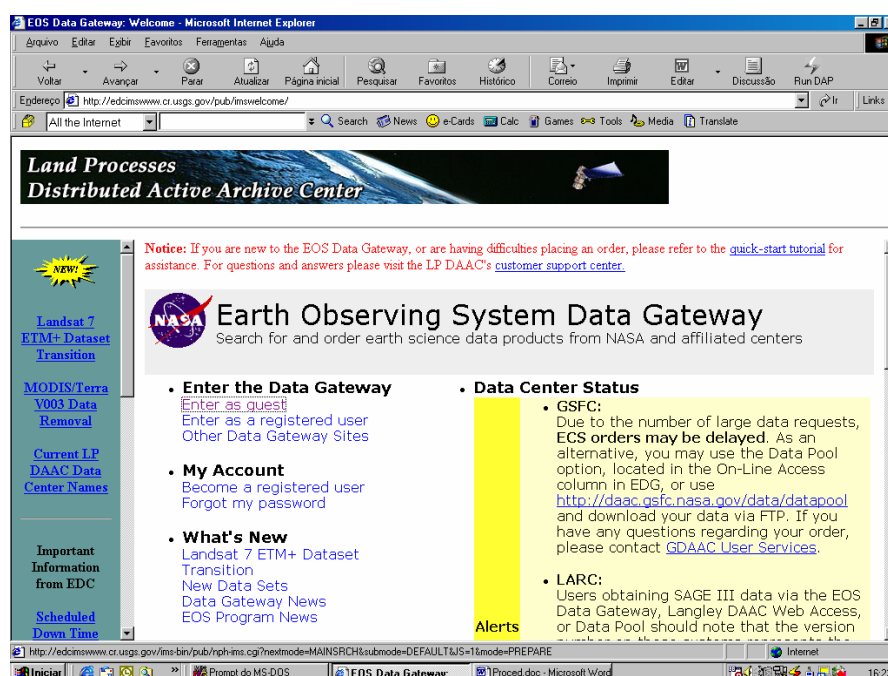 EOS Data Gateway: Welcome - Microsoft Internet Explorer
Arquivo Editar Exibir Favoritos Ferramentas Ajuda
Voltar Avançar Parar Atualizar Página inicial Pesquisar Favoritos Histórico Correio Imprimir Editar Discussão Run DAP
Endereço http://edcimswww.cr.usgs.gov/pub/imswelcome/ Ir Links
All the Internet Search News e-Cards Calc Games Tools Media Translate
Land Processes
Distributed Active Archive Center
NEW!
Landsat 7
ETM+ Dataset
Transition
MODIS/Terra
V003 Data
Removal
Current LP
DAAC Data
Center Names
Important
Information
from EDC
Scheduled
Down Time
Notice: If you are new to the EOS Data Gateway, or are having difficulties placing an order, please refer to the quick-start tutorial for
assistance. For questions and answers please visit the LP DAAC's customer support center.
NASA
Earth Observing System Data Gateway
Search for and order earth science data products from NASA and affiliated centers
• Enter the Data Gateway
Enter as guest
Enter as a registered user
Other Data Gateway Sites
• My Account
Become a registered user
Forgot my password
• What's New
Landsat 7 ETM+ Dataset
Transition
New Data Sets
Data Gateway News
EOS Program News
• Data Center Status
Alerts
• GSFC:
Due to the number of large data requests,
ECS orders may be delayed. As an
alternative, you may use the Data Pool
option, located in the On-Line Access
column in EDG, or use
http://daac.gsfc.nasa.gov/data/datapool
and download your data via FTP. If you
have any questions regarding your order,
please contact GDAAC User Services.
• LARC:
Users obtaining SAGE III data via the EOS
Data Gateway, Langley DAAC Web Access,
or Data Pool should note that the version
http://edcimswww.cr.usgs.gov/ims-bin/pub/nph-ims.cgi?nextmode=MAINSRCH&submode=DEFAULT&JS=1&mode=PREPARE Internet
Iniciar » Prompt do MS-DOS EOS Data Gateway: Proced.doc - Microsoft Word